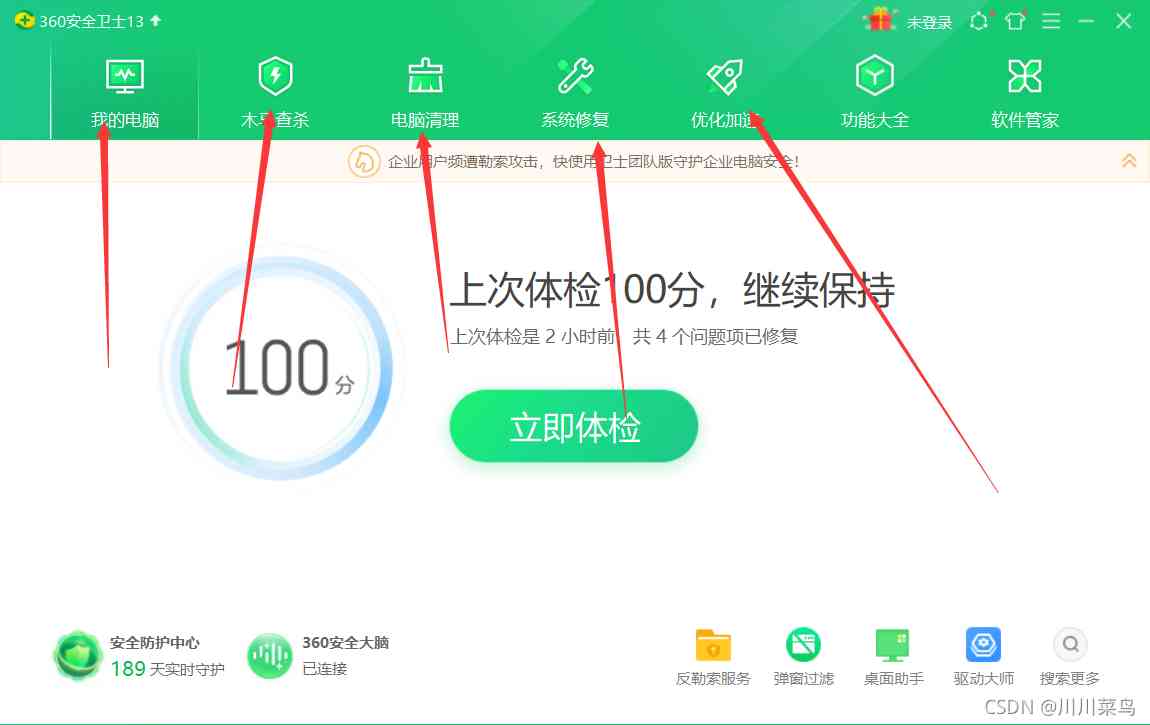 360安全卫士13
未登录
我的电脑
木马查杀
电脑清理
系统修复
优化加速
功能大全
软件管家
企业用户频遭勒索攻击，快使用卫士团队版守护企业电脑安全！
上次体检100分，继续保持
上次体检是 2 小时前 共 4 个问题项已修复
100分
立即体检
安全防护中心
189 天实时守护
360安全大脑
已连接
反勒索服务
弹窗过滤
桌面助手
驱动大师
搜索更多
CSDN @川川菜鸟